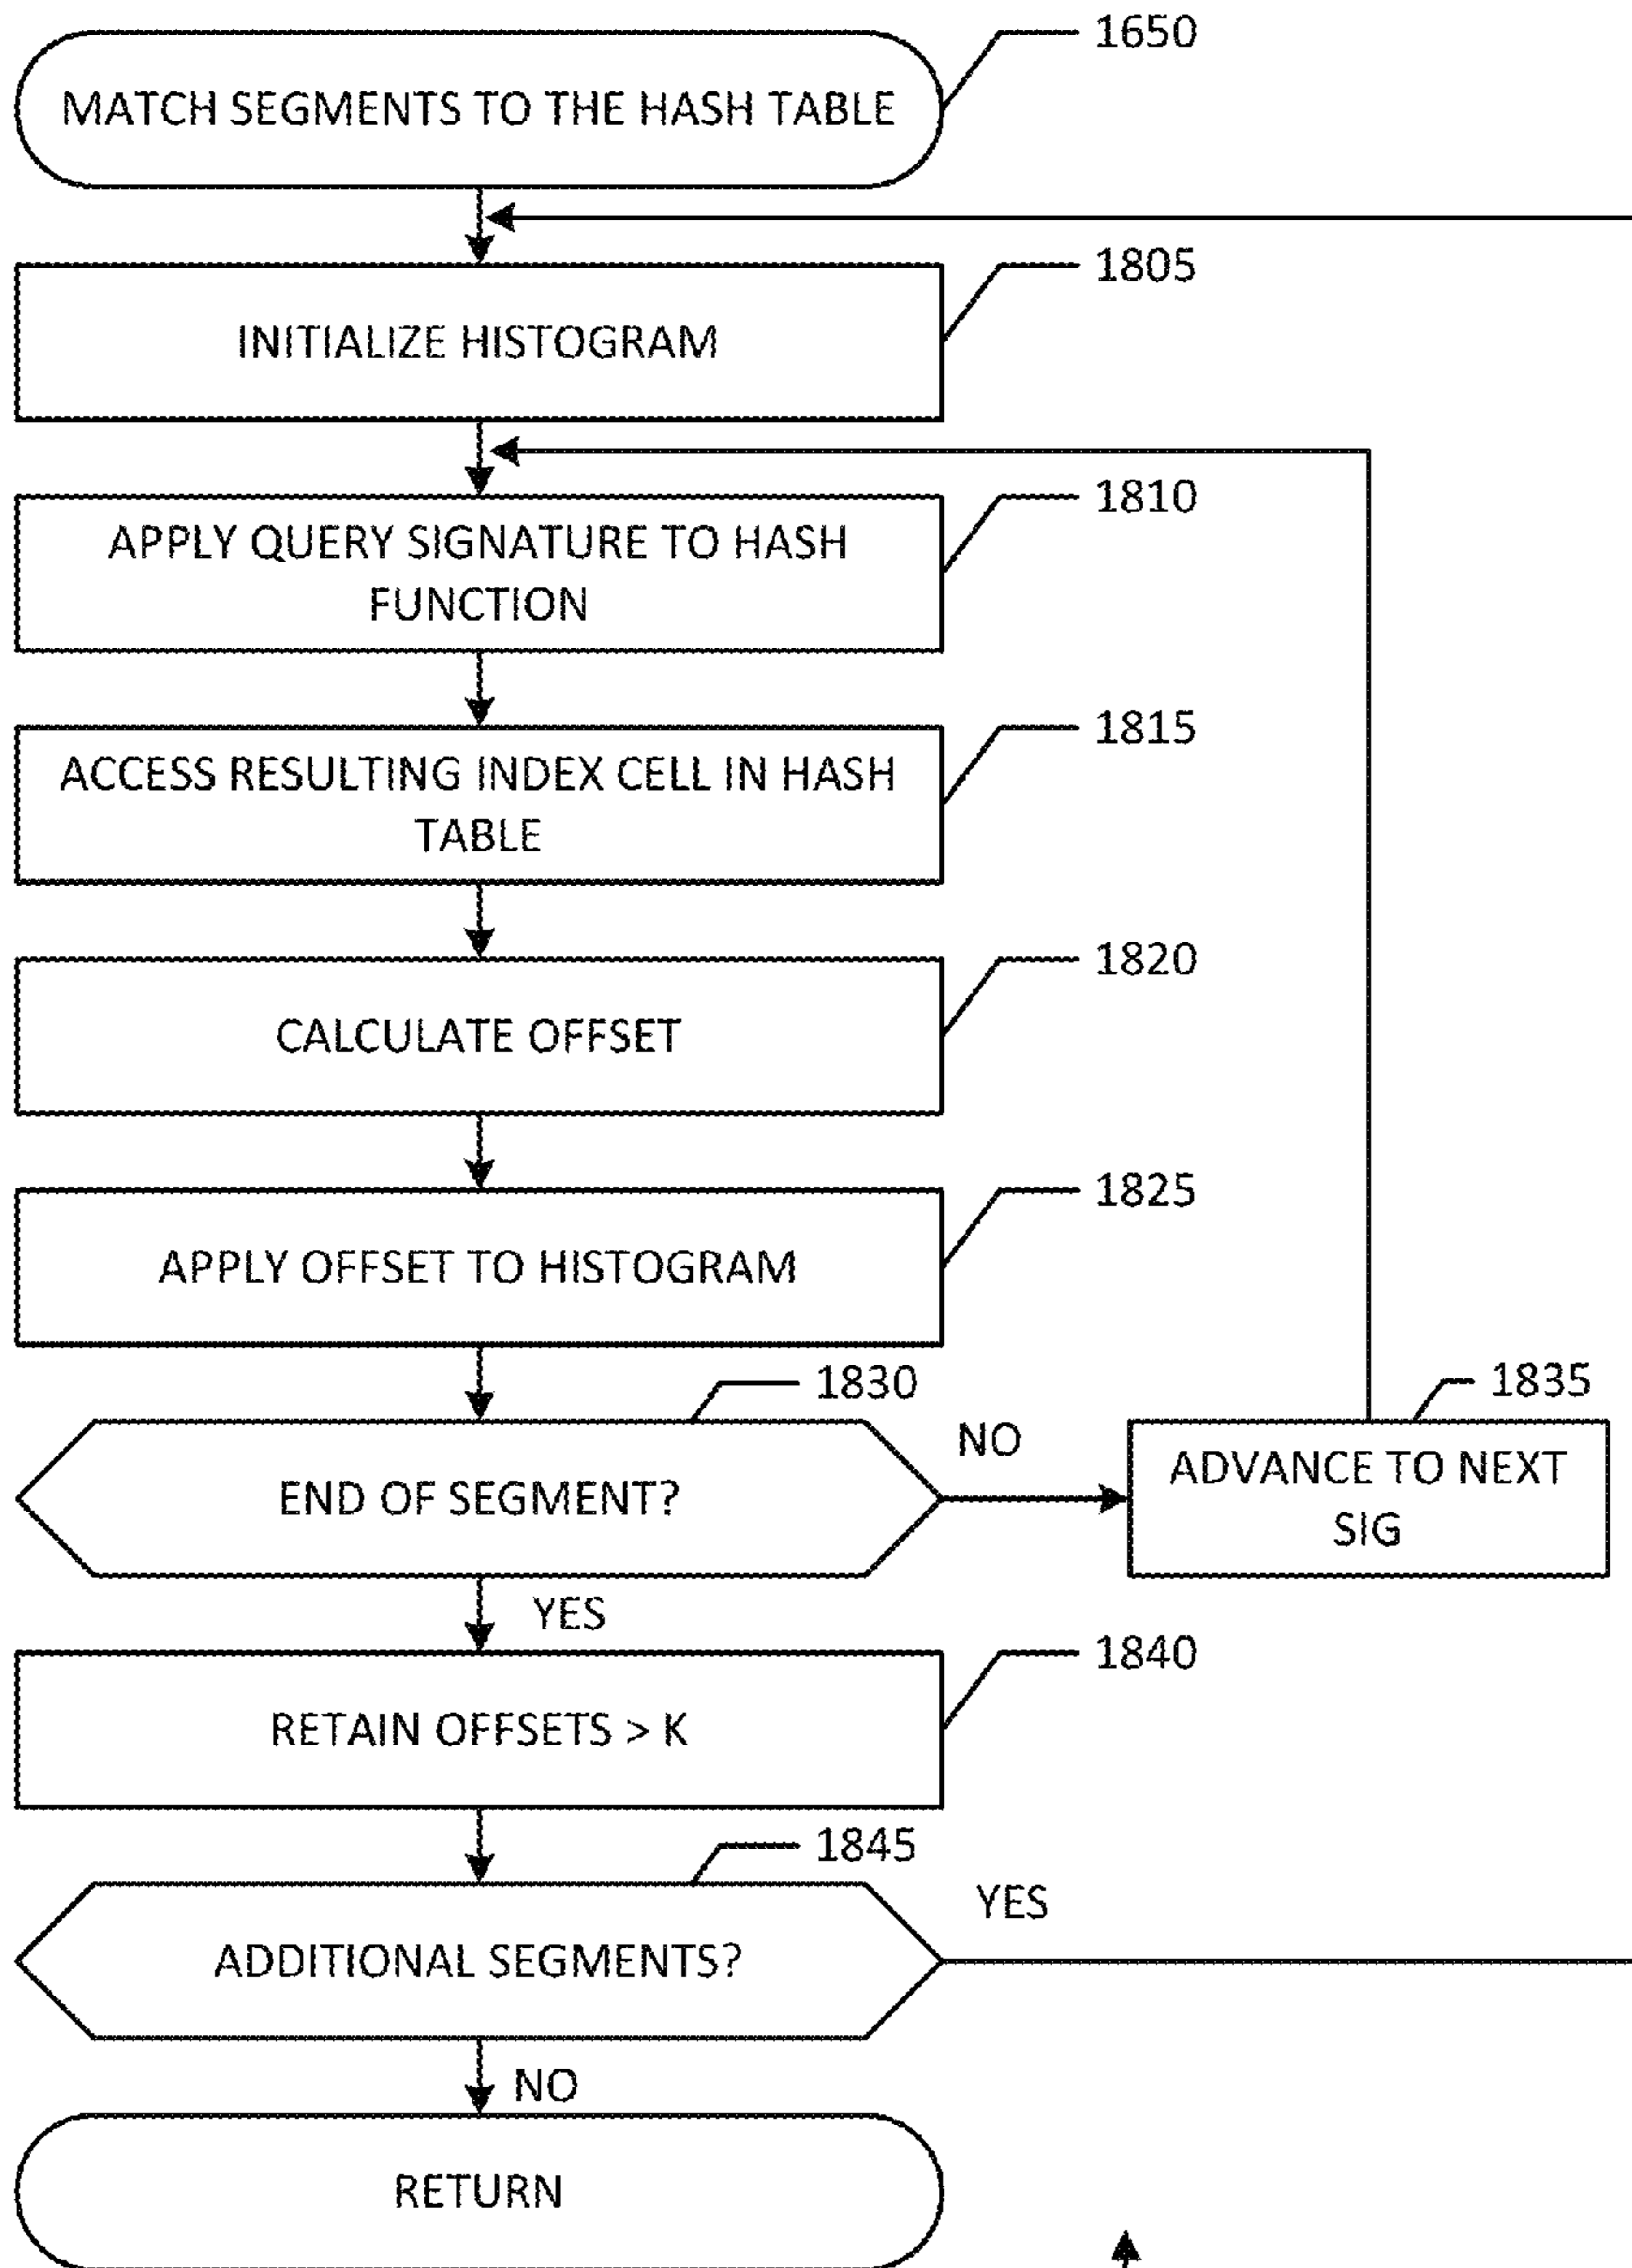 1650
MATCH SEGMENTS TO THE HASH TABLE
1805
INITIALIZE HISTOGRAM
1810
APPLY QUERY SIGNATURE TO HASH
FUNCTION
1815
ACCESS RESULTING INDEX CELL IN HASH
TABLE
1820
CALCULATE OFFSET
1825
APPLY OFFSET TO HISTOGRAM
1830
END OF SEGMENT?
NO
1835
ADVANCE TO NEXT
SIG
YES
1840
RETAIN OFFSETS > K
1845
ADDITIONAL SEGMENTS?
YES
NO
RETURN